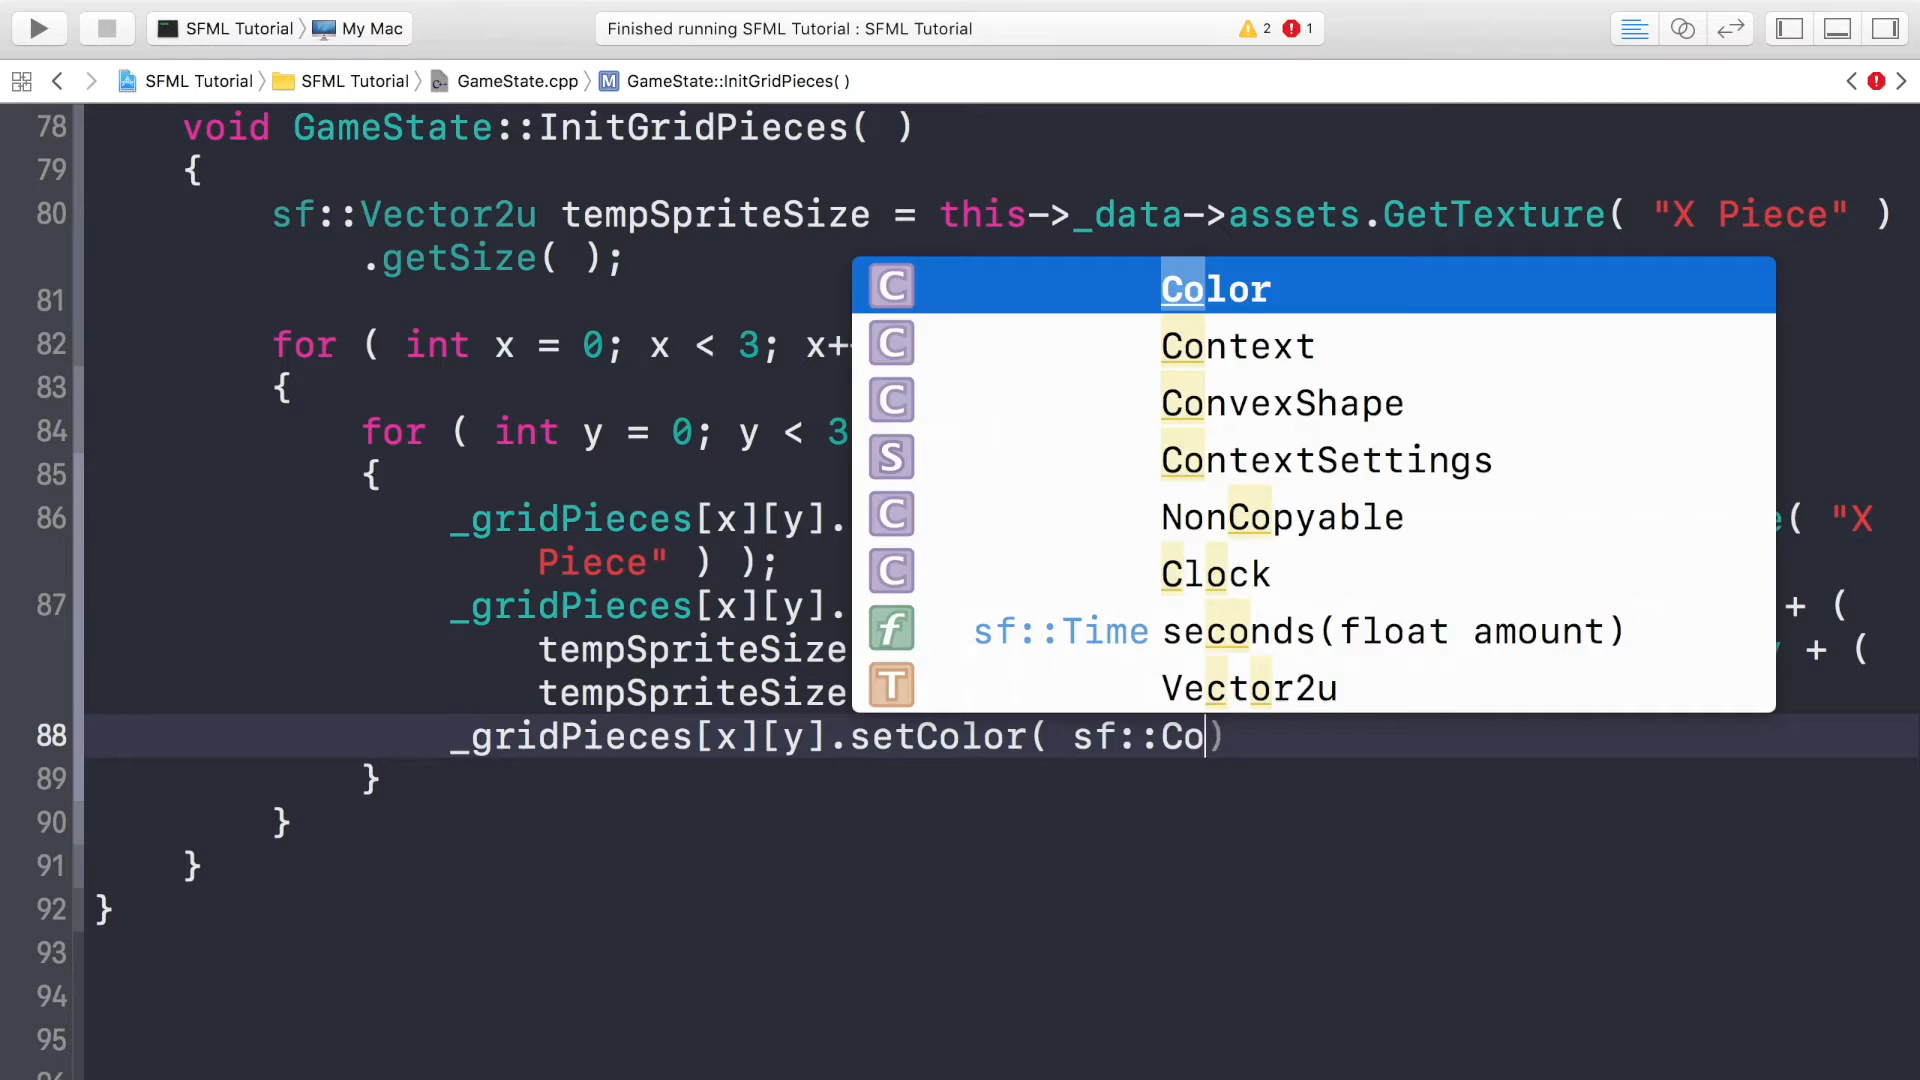 SFML Tutorial My Mac Finished running SFML Tutorial : SFML Tutorial 2 1
SFML Tutorial SFML Tutorial GameState.cpp M GameState::InitGridPieces( )
78 void GameState::InitGridPieces( )
79 {
80 sf::Vector2u tempSpriteSize = this->_data->assets.GetTexture( "X Piece" )
.getSize( );
81
82 for ( int x = 0; x < 3; x+
83 {
84 for ( int y = 0; y < 3
85 {
86 _gridPieces[x][y]. ( "X
Piece" ) );
87 _gridPieces[x][y]. + (
tempSpriteSize + (
tempSpriteSize
88 _gridPieces[x][y].setColor( sf::Co)
89 }
90 }
91 }
92 }
93
94
95
C Color
C Context
C ConvexShape
S ContextSettings
C NonCopyable
C Clock
f sf::Time seconds(float amount)
T Vector2u